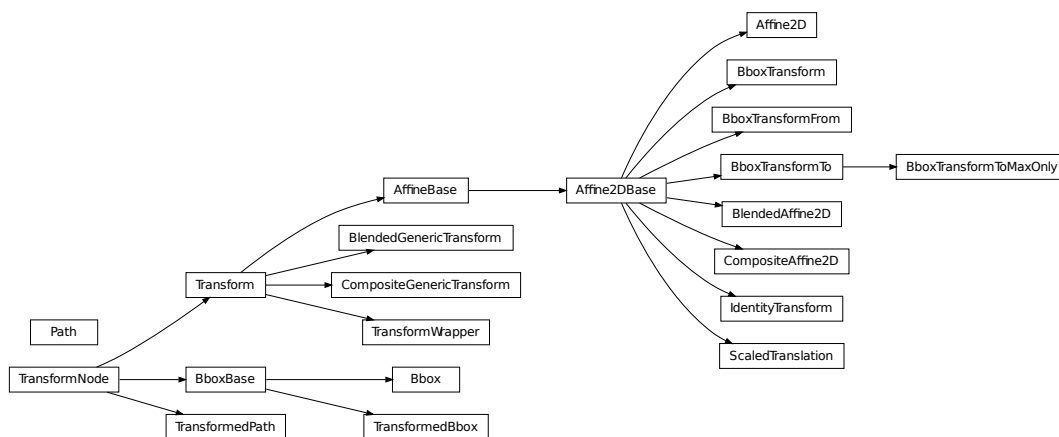 Affine2D
BboxTransform
BboxTransformFrom
BboxTransformTo
BboxTransformToMaxOnly
AffineBase
Affine2DBase
BlendedAffine2D
BlendedGenericTransform
CompositeAffine2D
Transform
CompositeGenericTransform
IdentityTransform
Path
TransformWrapper
ScaledTranslation
TransformNode
BboxBase
Bbox
TransformedPath
TransformedBbox